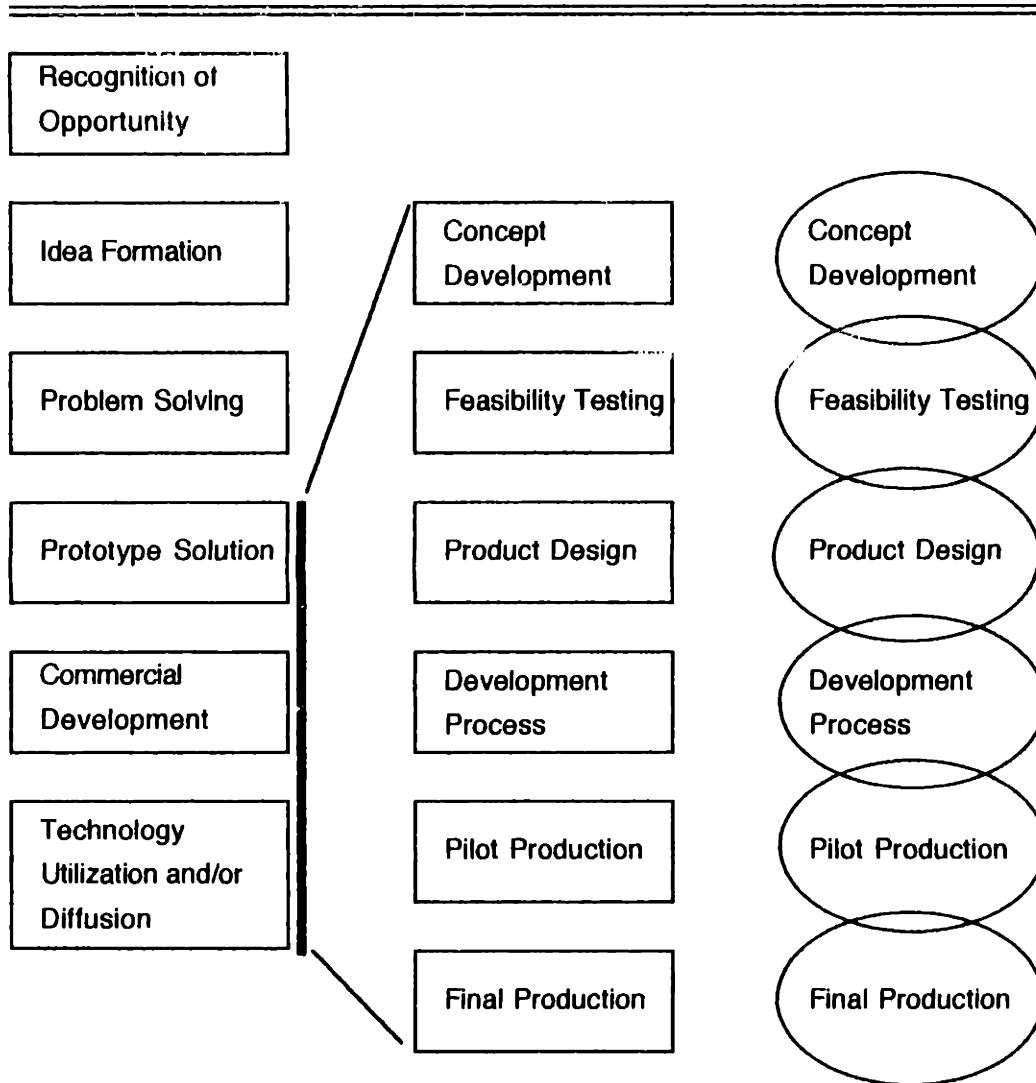 Recognition of
Opportunity
Idea Formation
Problem Solving
Prototype Solution
Commercial
Development
Technology
Utilization and/or
Diffusion
Concept
Development
Feasibility Testing
Product Design
Development
Process
Pilot Production
Final Production
Concept
Development
Feasibility Testing
Product Design
Development
Process
Pilot Production
Final Production